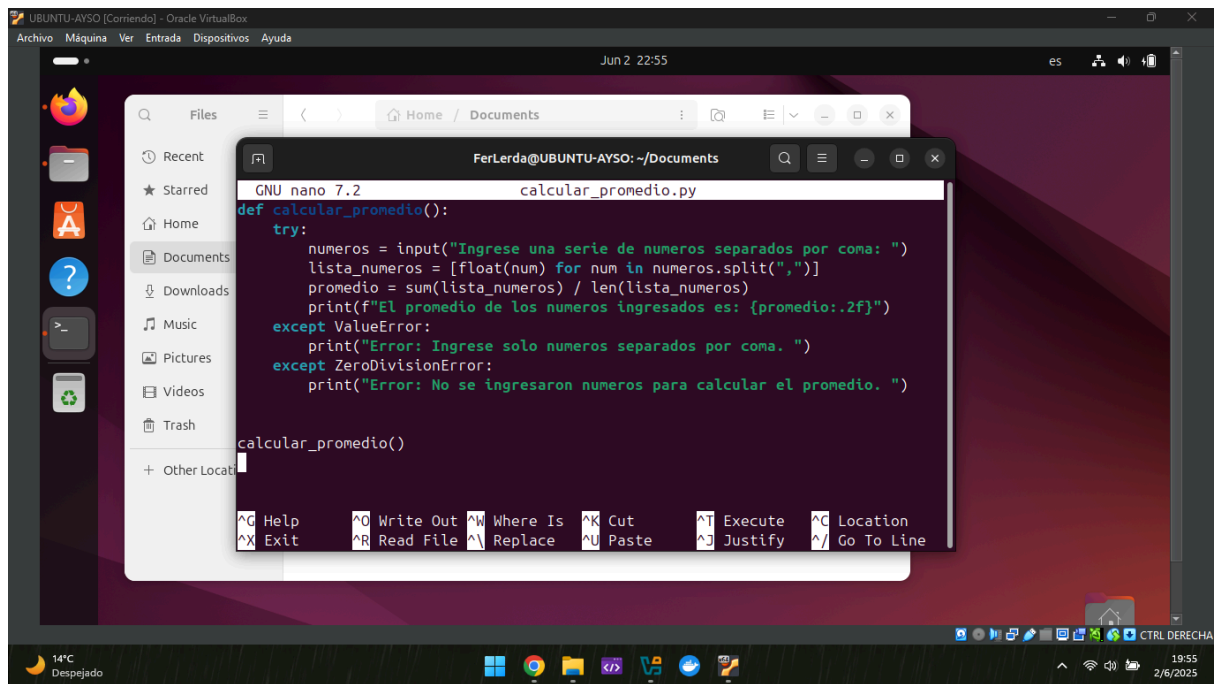 UBUNTU-AYSO [Corriendo] - Oracle VirtualBox
Archivo Máquina Ver Entrada Dispositivos Ayuda
Jun 2 22:55
es
Files
Home / Documents
Recent
Starred
Home
Documents
Downloads
Music
Pictures
Videos
Trash
+ Other Locati
FerLerda@UBUNTU-AYSO: ~/Documents
GNU nano 7.2 calcular_promedio.py
def calcular_promedio():
    try:
        numeros = input("Ingrese una serie de numeros separados por coma: ")
        lista_numeros = [float(num) for num in numeros.split(",")]
        promedio = sum(lista_numeros) / len(lista_numeros)
        print(f"El promedio de los numeros ingresados es: {promedio:.2f}")
    except ValueError:
        print("Error: Ingrese solo numeros separados por coma. ")
    except ZeroDivisionError:
        print("Error: No se ingresaron numeros para calcular el promedio. ")
calcular_promedio()
^G Help ^O Write Out ^W Where Is ^K Cut ^T Execute ^C Location
^X Exit ^R Read File ^\ Replace ^U Paste ^J Justify ^/ Go To Line
CTRL DERECHA
14°C
Despejado
19:55
2/6/2025